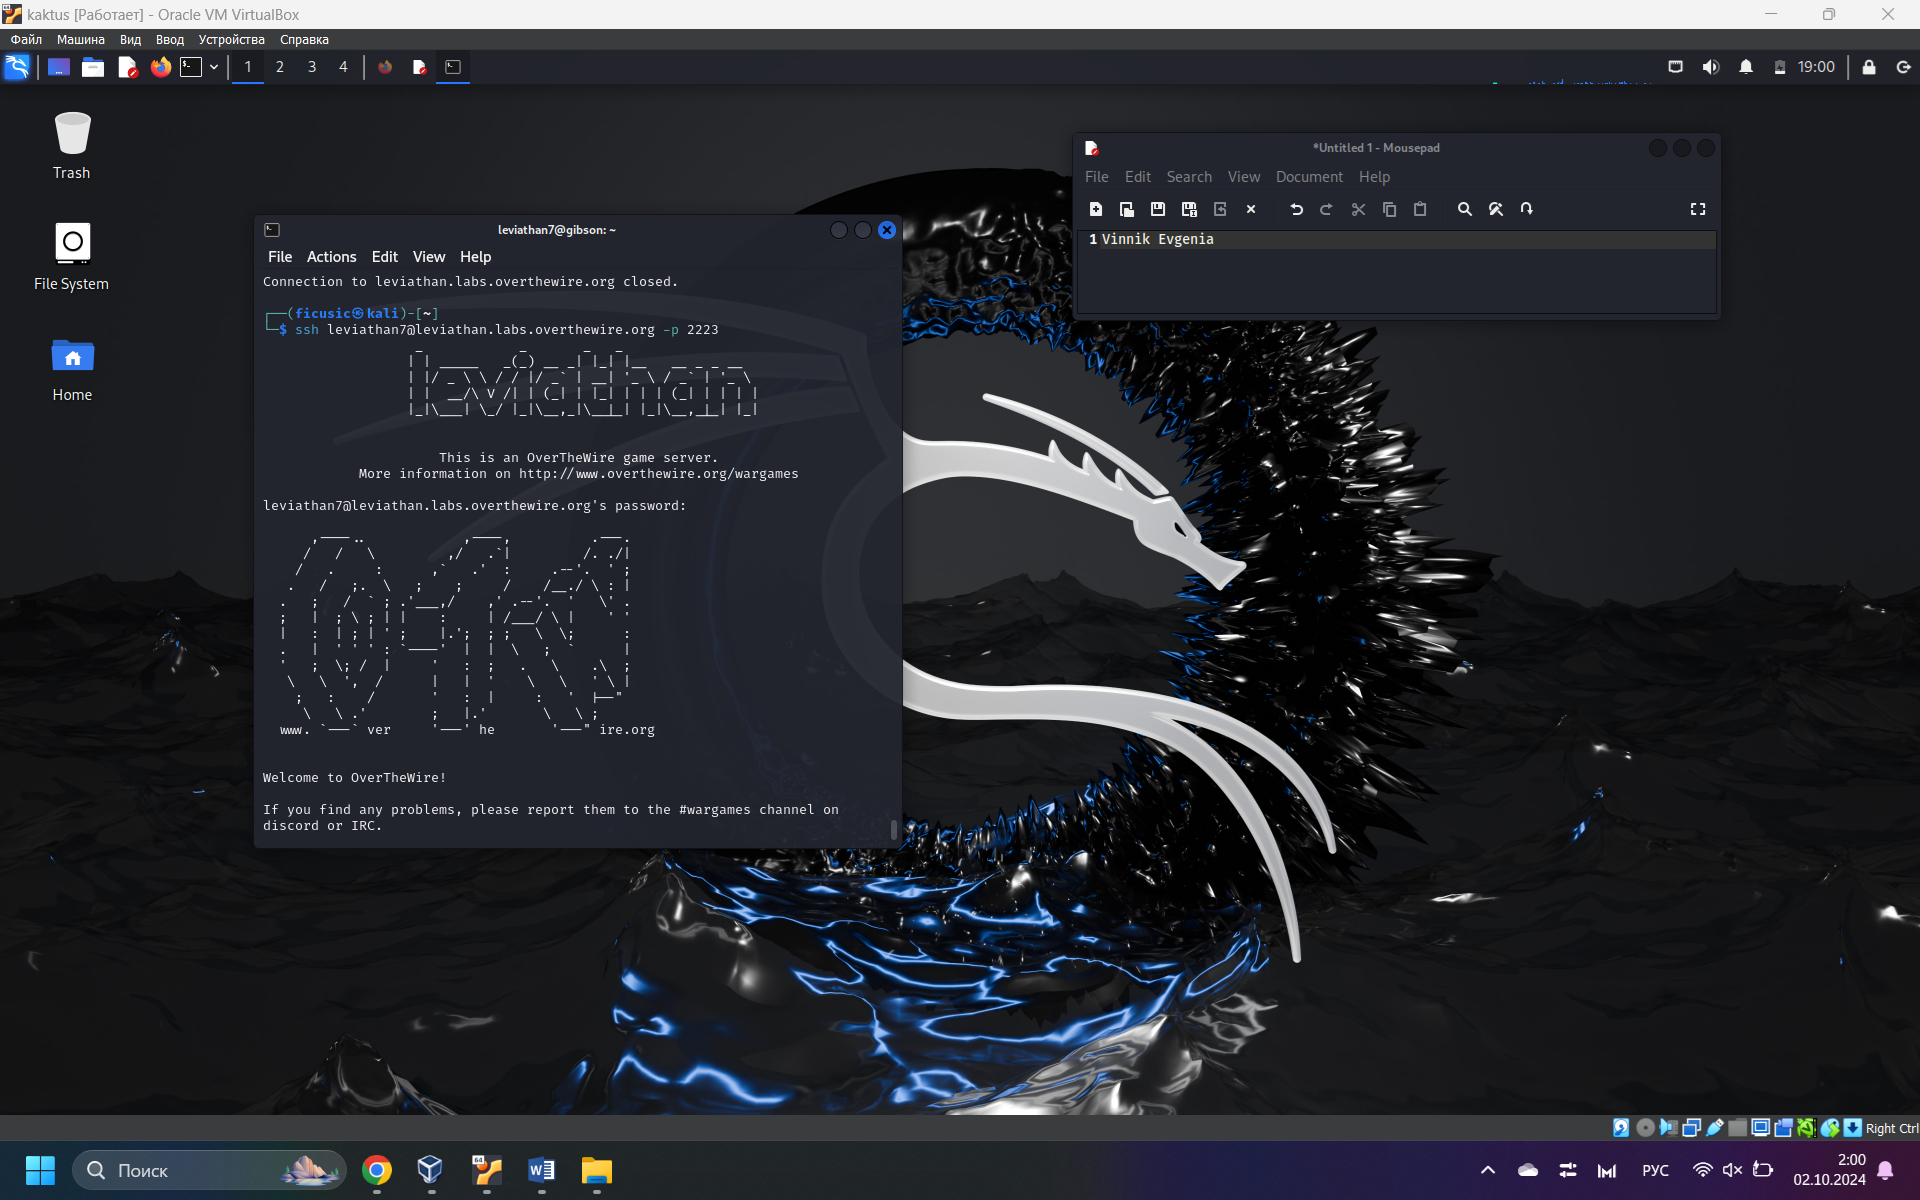 kaktus [Работает] - Oracle VM VirtualBox
Файл Машина Вид Ввод Устройства Справка
1 2 3 4 19:00
Trash
File System
Home
*Untitled 1 - Mousepad
File Edit Search View Document Help
1 Vinnik Evgenia
leviathan7@gibson: ~
File Actions Edit View Help
Connection to leviathan.labs.overthewire.org closed.
(ficusic㉿kali)-[~]
$ ssh leviathan7@leviathan.labs.overthewire.org -p 2223
leviathan
This is an OverTheWire game server.
More information on http://www.overthewire.org/wargames
leviathan7@leviathan.labs.overthewire.org's password:
www. ver he ire.org
Welcome to OverTheWire!
If you find any problems, please report them to the #wargames channel on
discord or IRC.
Right Ctrl
Поиск
64
РУС
2:00
02.10.2024